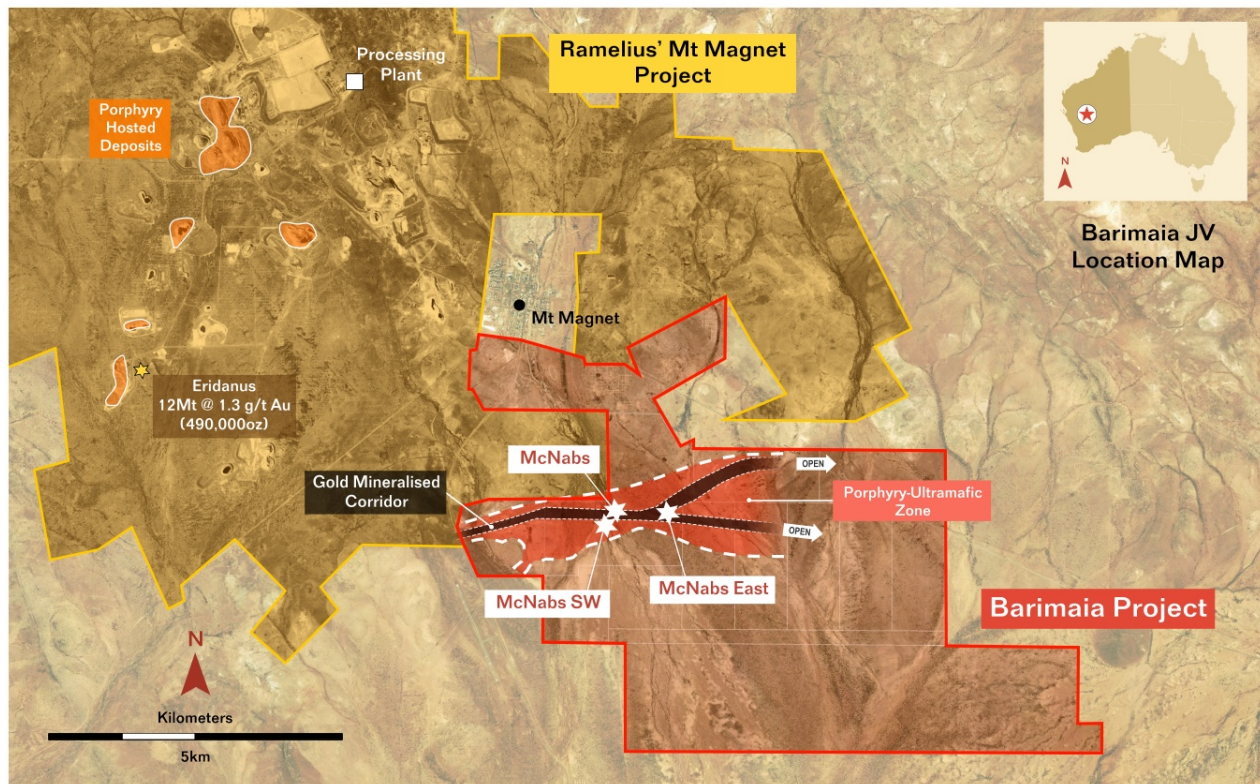 Processing
Plant
Ramelius' Mt Magnet
Project
Porphyry
Hosted
Deposits
N
Barimaia JV
Location Map
Mt Magnet
Eridanus
12Mt @ 1.3 g/t Au
(490,000oz)
McNabs
OPEN
Gold Mineralised
Corridor
Porphyry-Ultramafic
Zone
OPEN
McNabs SW
McNabs East
Barimaia Project
N
Kilometers
5km